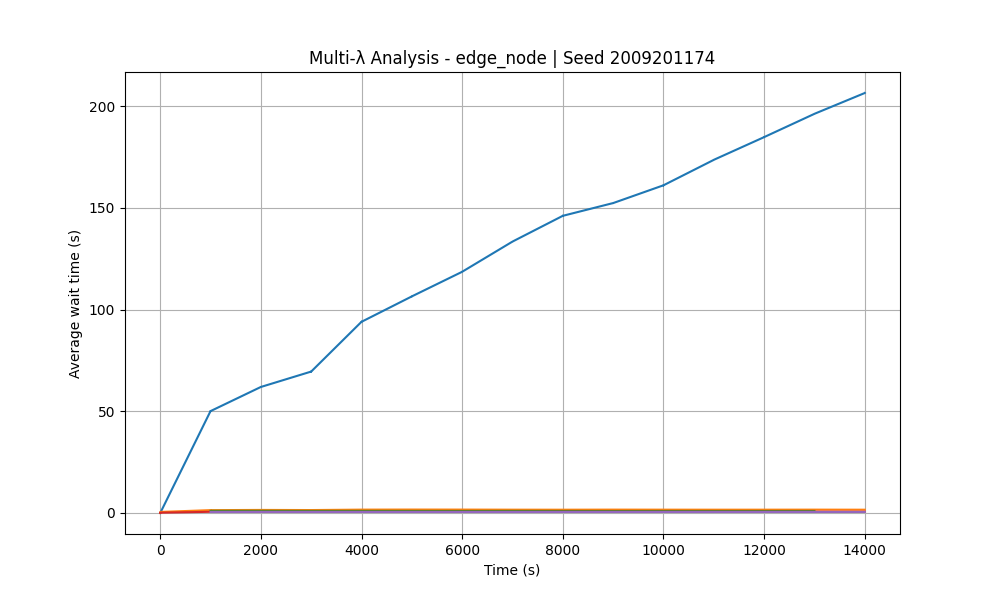 Multi-λ Analysis - edge_node | Seed 2009201174
200
150
100
50
0
Average wait time (s)
0 2000 4000 6000 8000 10000 12000 14000
Time (s)